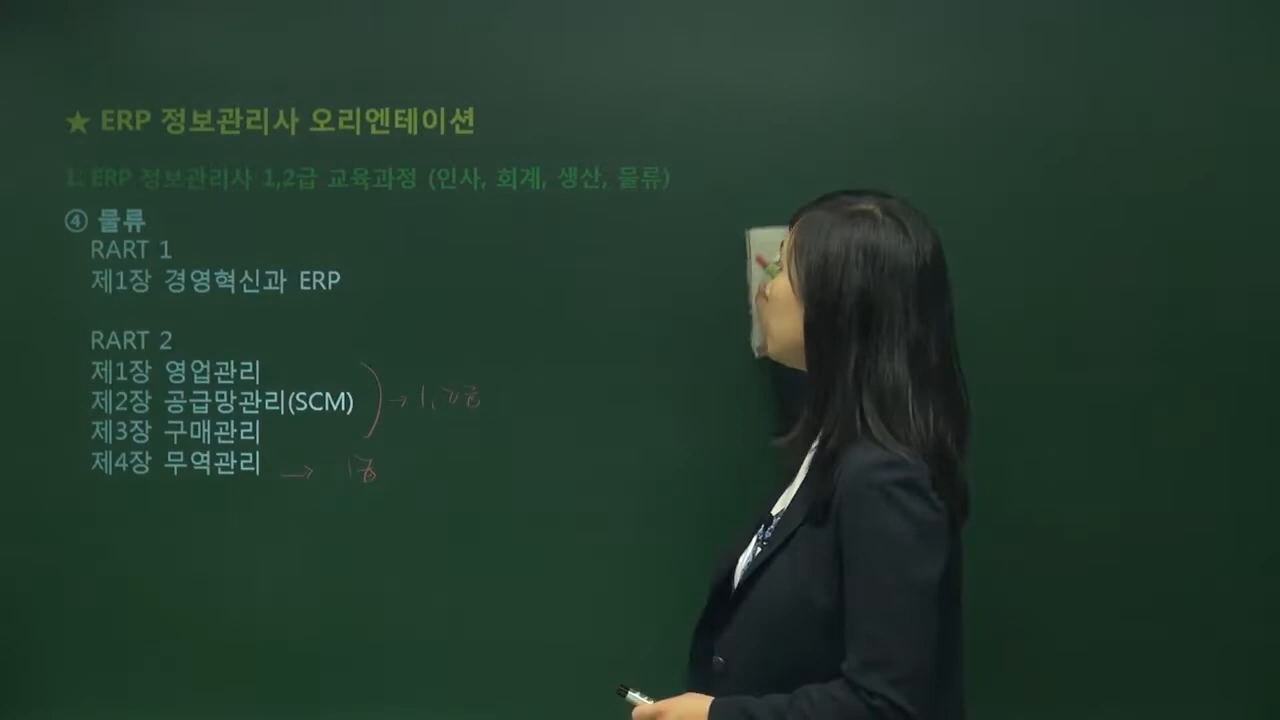 ★ ERP 정보관리사 오리엔테이션
1. ERP 정보관리사 1,2급 교육과정 (인사, 회계, 생산, 물류)
④ 물류
RART 1
제1장 경영혁신과 ERP
RART 2
제1장 영업관리
제2장 공급망관리(SCM) → 1, 2급
제3장 구매관리
제4장 무역관리 → 1급